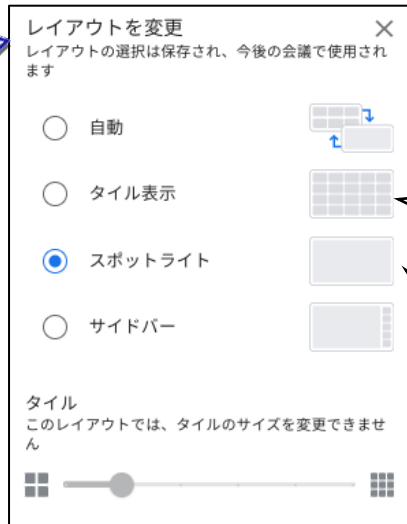 レイアウトを変更
レイアウトの選択は保存され、今後の会議で使用され
ます
自動
タイル表示
スポットライト
サイドバー
タイル
このレイアウトでは、タイルのサイズを変更できませ
ん